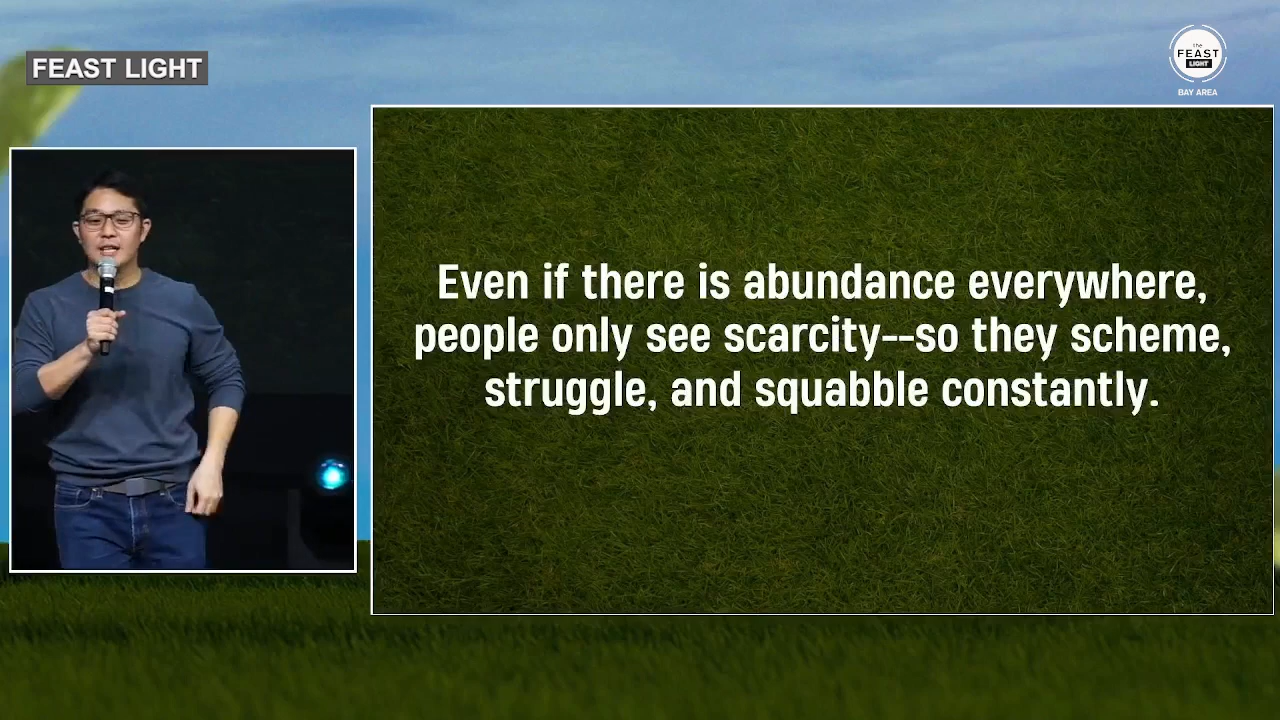 FEAST LIGHT
the
FEAST
LIGHT
BAY AREA
Even if there is abundance everywhere,
people only see scarcity--so they scheme,
struggle, and squabble constantly.